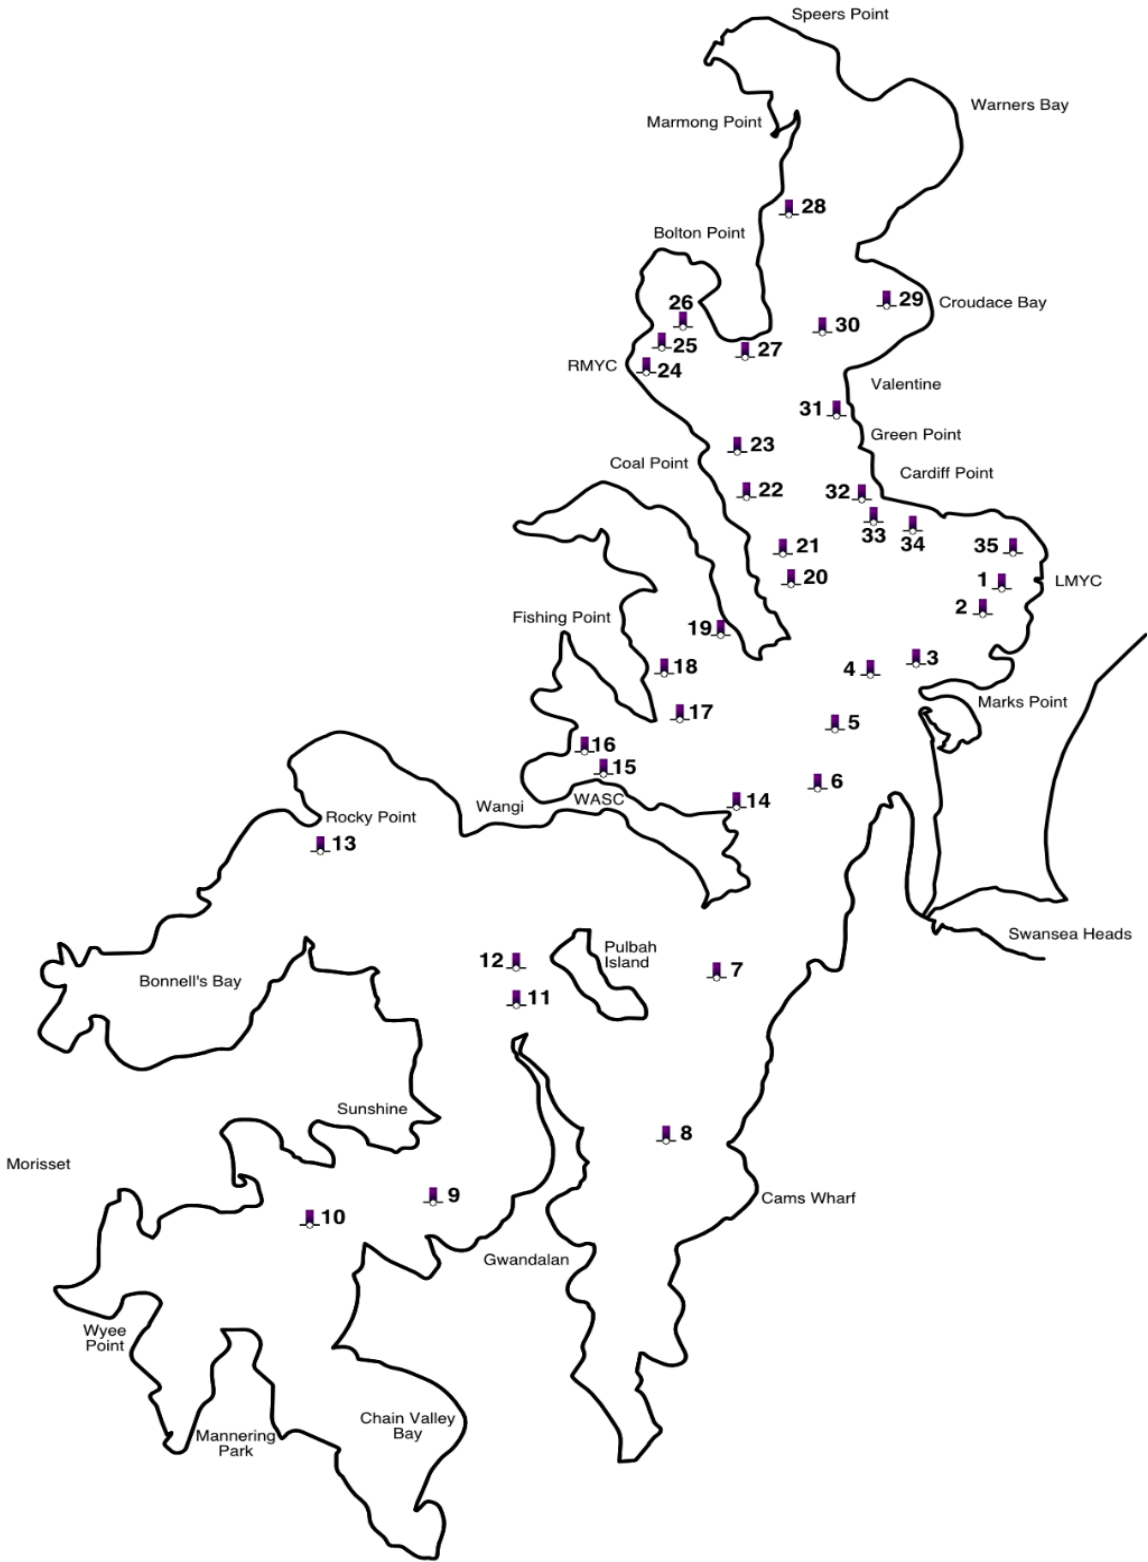 Speers Point
Warners Bay
Marmong Point
28
Bolton Point
29
Croudace Bay
26
30
25
27
RMYC
24
Valentine
31
Green Point
23
Coal Point
Cardiff Point
22
32
33
34
21
35
20
1
LMYC
2
Fishing Point
19
3
18
4
Marks Point
17
5
16
15
6
WASC
14
Wangi
Rocky Point
13
Swansea Heads
Pulbah
Island
12
7
Bonnell's Bay
11
Sunshine
8
Morisset
9
Cams Wharf
10
Gwandalan
Wyee
Point
Chain Valley
Bay
Mannering
Park